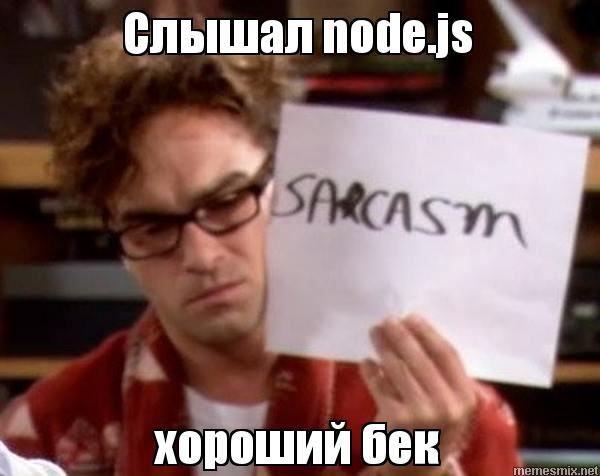 Слышал node.js
SARCASM
хороший бек
memesmix.net